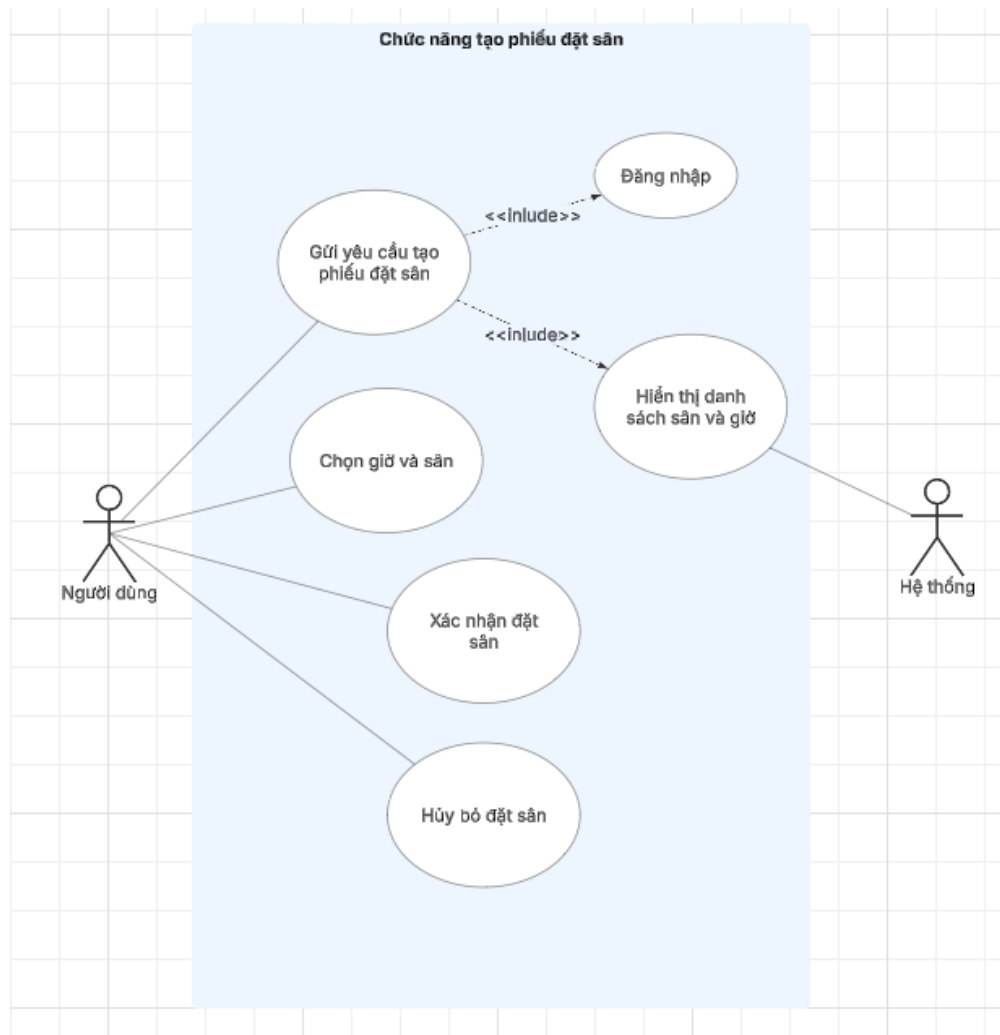 Chức năng tạo phiếu đặt sân
Đăng nhập
<<inlude>>
Gửi yêu cầu tạo
phiếu đặt sân
<<inlude>>
Hiển thị danh
sách sân và giờ
Chọn giờ và sân
Người dùng
Hệ thống
Xác nhận đặt
sân
Hủy bỏ đặt sân